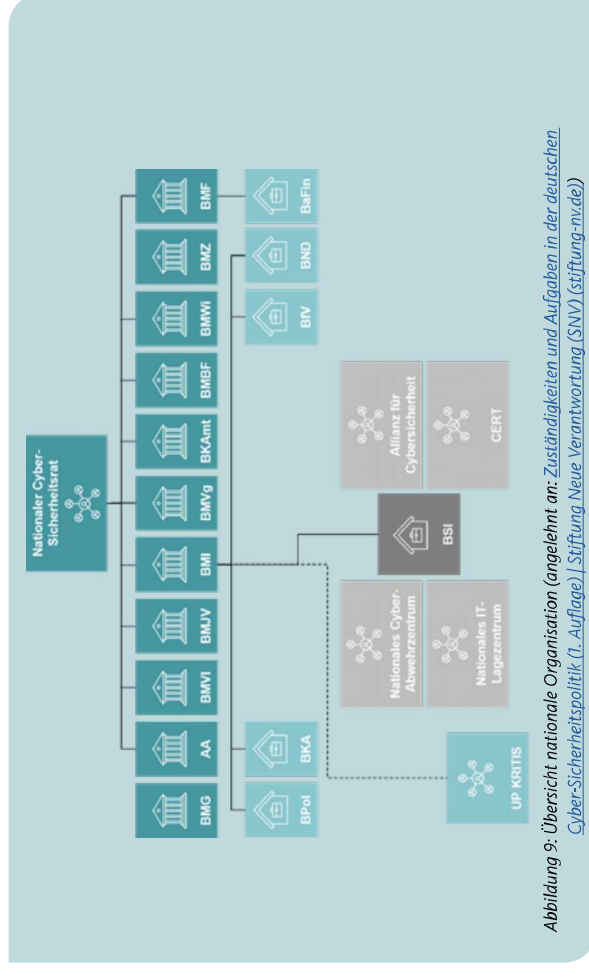 Nationaler Cyber-
Sicherheitsrat
BMG
AA
BMVI
BMJV
BMI
BMVg
BKAmt
BMBF
BMWi
BMZ
BMF
BPol
BKA
BfV
BND
BaFin
Nationales Cyber-
Abwehrzentrum
Nationales IT-
Lagezentrum
BSI
Allianz für
Cybersicherheit
CERT
UP KRITIS
Abbildung 9: Übersicht nationale Organisation (angelehnt an: Zuständigkeiten und Aufgaben in der deutschen
Cyber-Sicherheitspolitik (1. Auflage) | Stiftung Neue Verantwortung (SNV) (stiftung-nv.de))